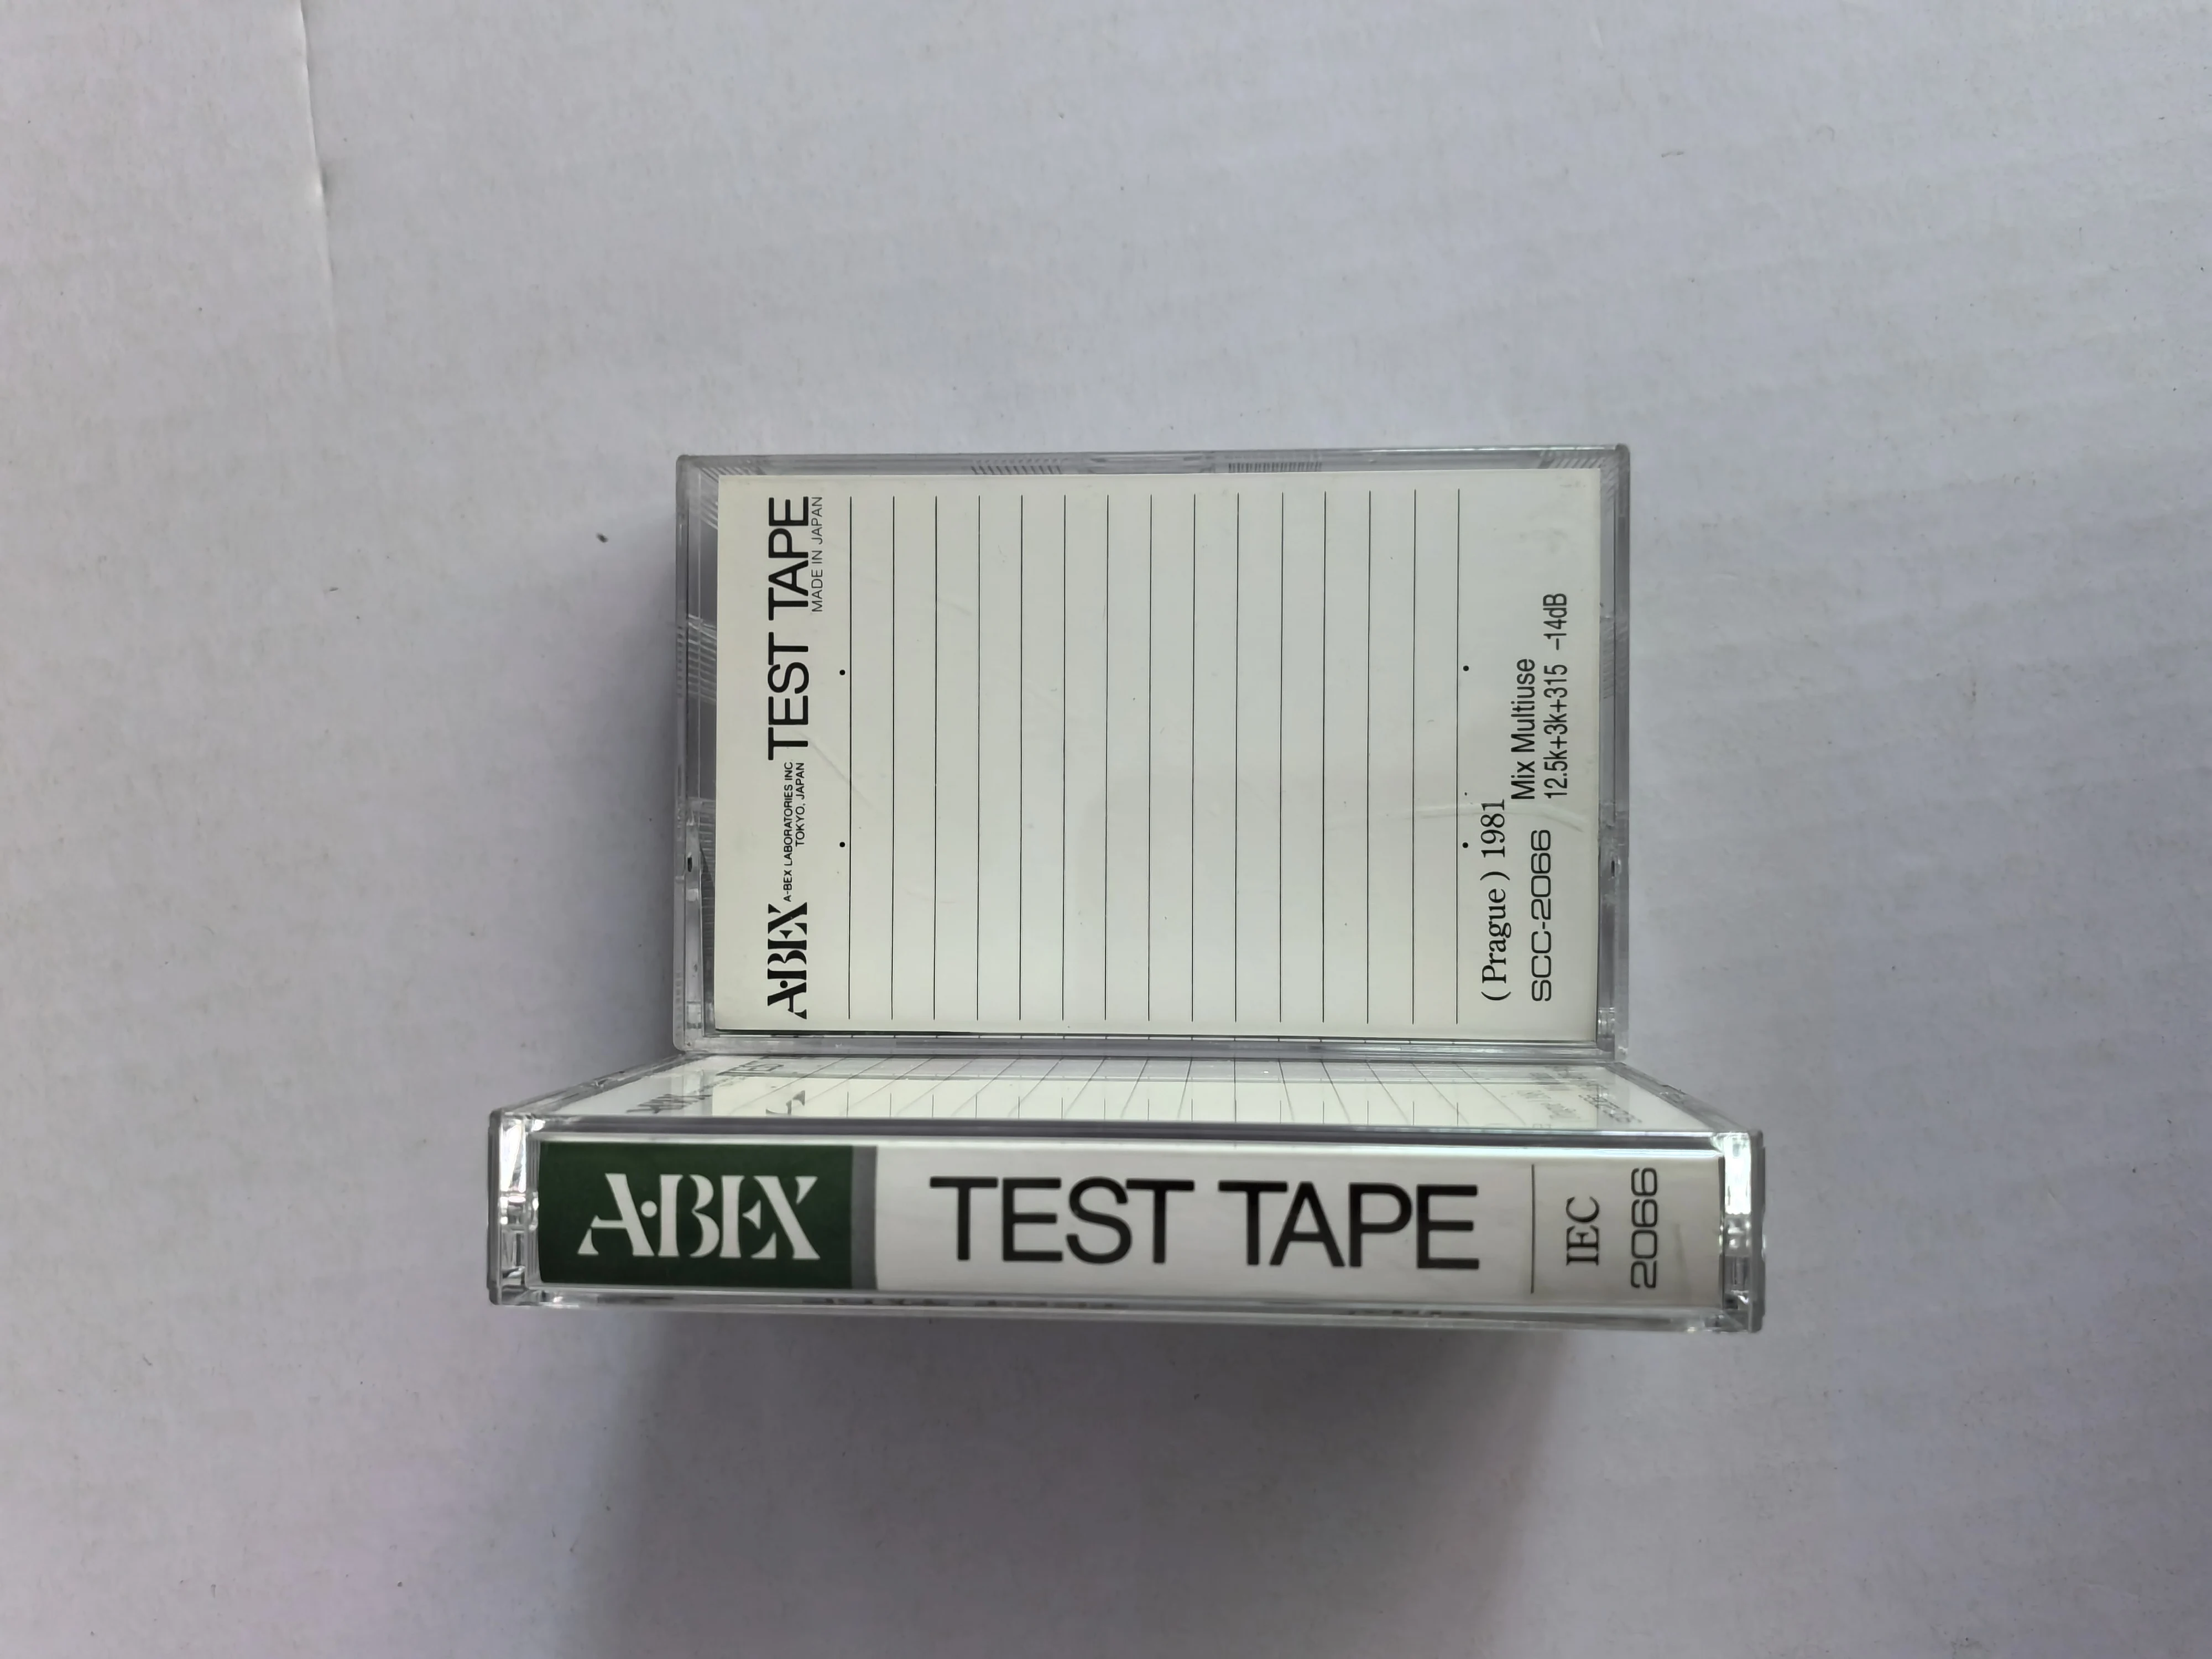 A·BEX A-BEX LABORATORIES INC TEST TAPE
TOKYO, JAPAN
MADE IN JAPAN
(Prague) 1981
Mix Multiuse
SCC-2066 12.5k+3k+315 -14dB
A·BEX TEST TAPE IEC
2066